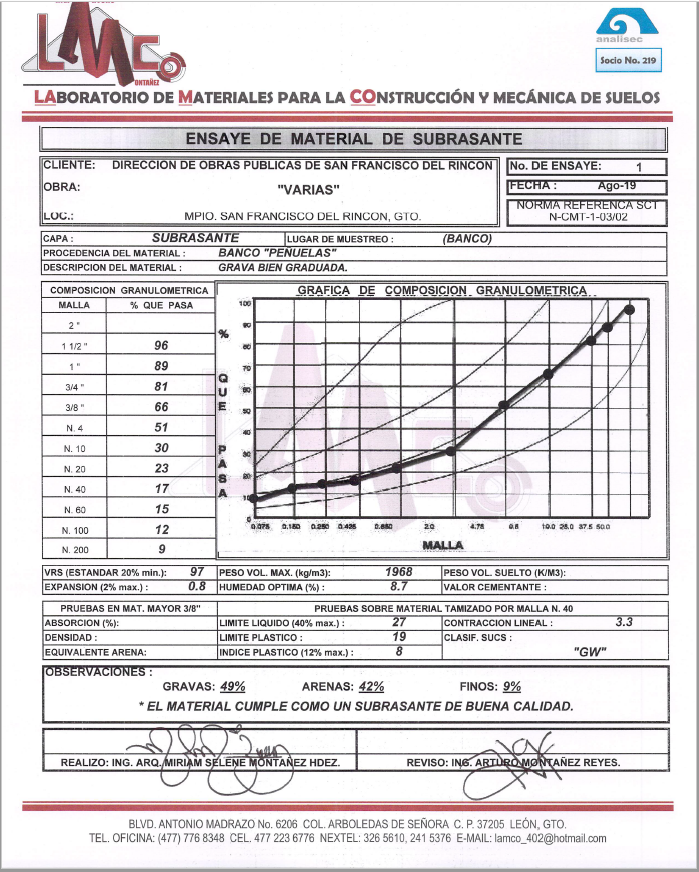 LAMCO
MONTAÑEZ
analisec
Socio No. 219
LABORATORIO DE MATERIALES PARA LA CONSTRUCCIÓN Y MECÁNICA DE SUELOS
ENSAYE DE MATERIAL DE SUBRASANTE
CLIENTE: DIRECCION DE OBRAS PUBLICAS DE SAN FRANCISCO DEL RINCON
No. DE ENSAYE: 1
OBRA: "VARIAS"
FECHA : Ago-19
LOC.: MPIO. SAN FRANCISCO DEL RINCON, GTO.
NORMA REFERENCA SCT
N-CMT-1-03/02
CAPA : SUBRASANTE LUGAR DE MUESTREO : (BANCO)
PROCEDENCIA DEL MATERIAL : BANCO "PEÑUELAS"
DESCRIPCION DEL MATERIAL : GRAVA BIEN GRADUADA.
COMPOSICION GRANULOMETRICA
MALLA % QUE PASA
2 "
1 1/2 " 96
1 " 89
3/4 " 81
3/8 " 66
N. 4 51
N. 10 30
N. 20 23
N. 40 17
N. 60 15
N. 100 12
N. 200 9
GRAFICA DE COMPOSICION GRANULOMETRICA
% QUE PASA
100
90
80
70
60
50
40
30
20
10
0
0.075 0.150 0.250 0.425 0.850 2.0 4.75 9.5 19.0 25.0 37.5 50.0
MALLA
VRS (ESTANDAR 20% min.): 97 PESO VOL. MAX. (kg/m3): 1968 PESO VOL. SUELTO (K/M3):
EXPANSION (2% max.) : 0.8 HUMEDAD OPTIMA (%) : 8.7 VALOR CEMENTANTE :
PRUEBAS EN MAT. MAYOR 3/8" PRUEBAS SOBRE MATERIAL TAMIZADO POR MALLA N. 40
ABSORCION (%): LIMITE LIQUIDO (40% max.) : 27 CONTRACCION LINEAL : 3.3
DENSIDAD : LIMITE PLASTICO : 19 CLASIF. SUCS :
EQUIVALENTE ARENA: INDICE PLASTICO (12% max.) : 8 "GW"
OBSERVACIONES :
GRAVAS: 49% ARENAS: 42% FINOS: 9%
* EL MATERIAL CUMPLE COMO UN SUBRASANTE DE BUENA CALIDAD.
REALIZO: ING. ARQ. MIRIAM SELENE MONTAÑEZ HDEZ. REVISO: ING. ARTURO MONTAÑEZ REYES.
BLVD. ANTONIO MADRAZO No. 6206 COL. ARBOLEDAS DE SEÑORA C. P. 37205 LEÓN,, GTO.
TEL. OFICINA: (477) 776 8348 CEL. 477 223 6776 NEXTEL: 326 5610, 241 5376 E-MAIL: lamco_402@hotmail.com